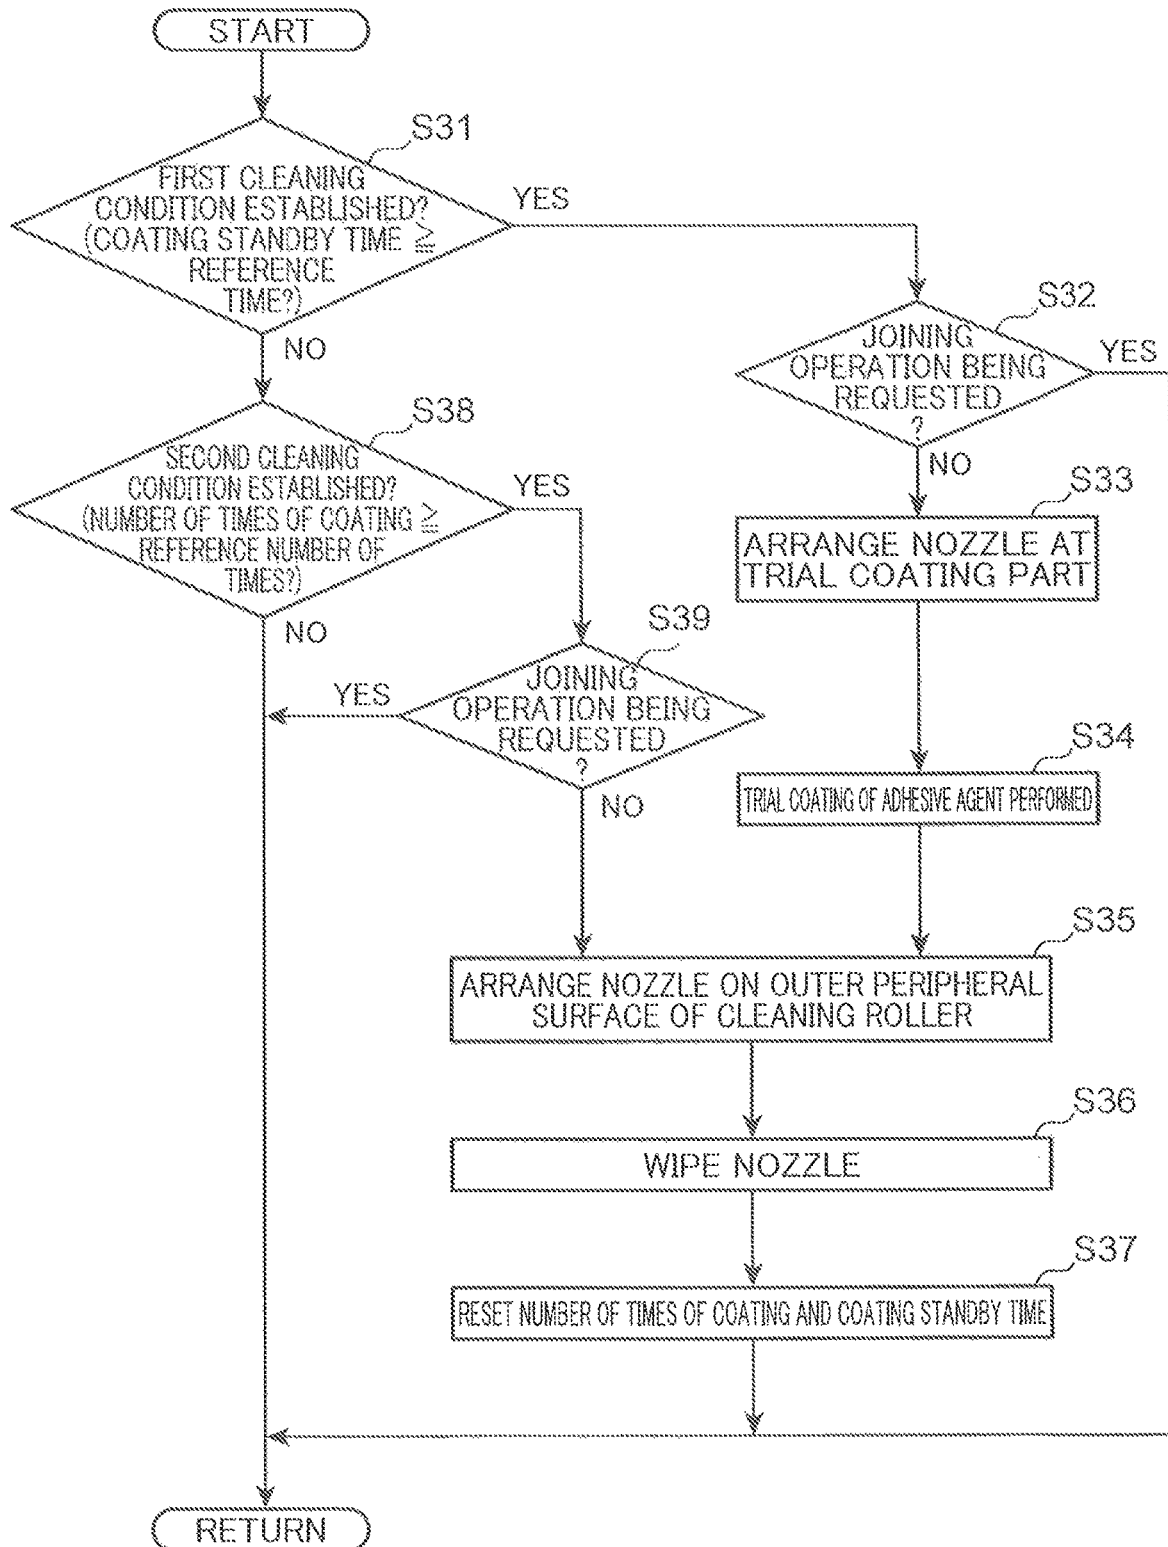 START
S31
FIRST CLEANING
CONDITION ESTABLISHED?
(COATING STANDBY TIME ≧
REFERENCE
TIME?)
YES
NO
S32
JOINING
OPERATION BEING
REQUESTED
?
YES
NO
S38
SECOND CLEANING
CONDITION ESTABLISHED?
(NUMBER OF TIMES OF COATING ≧
REFERENCE NUMBER OF
TIMES?)
YES
NO
S33
ARRANGE NOZZLE AT
TRIAL COATING PART
S39
JOINING
OPERATION BEING
REQUESTED
?
YES
NO
S34
TRIAL COATING OF ADHESIVE AGENT PERFORMED
S35
ARRANGE NOZZLE ON OUTER PERIPHERAL
SURFACE OF CLEANING ROLLER
S36
WIPE NOZZLE
S37
RESET NUMBER OF TIMES OF COATING AND COATING STANDBY TIME
RETURN